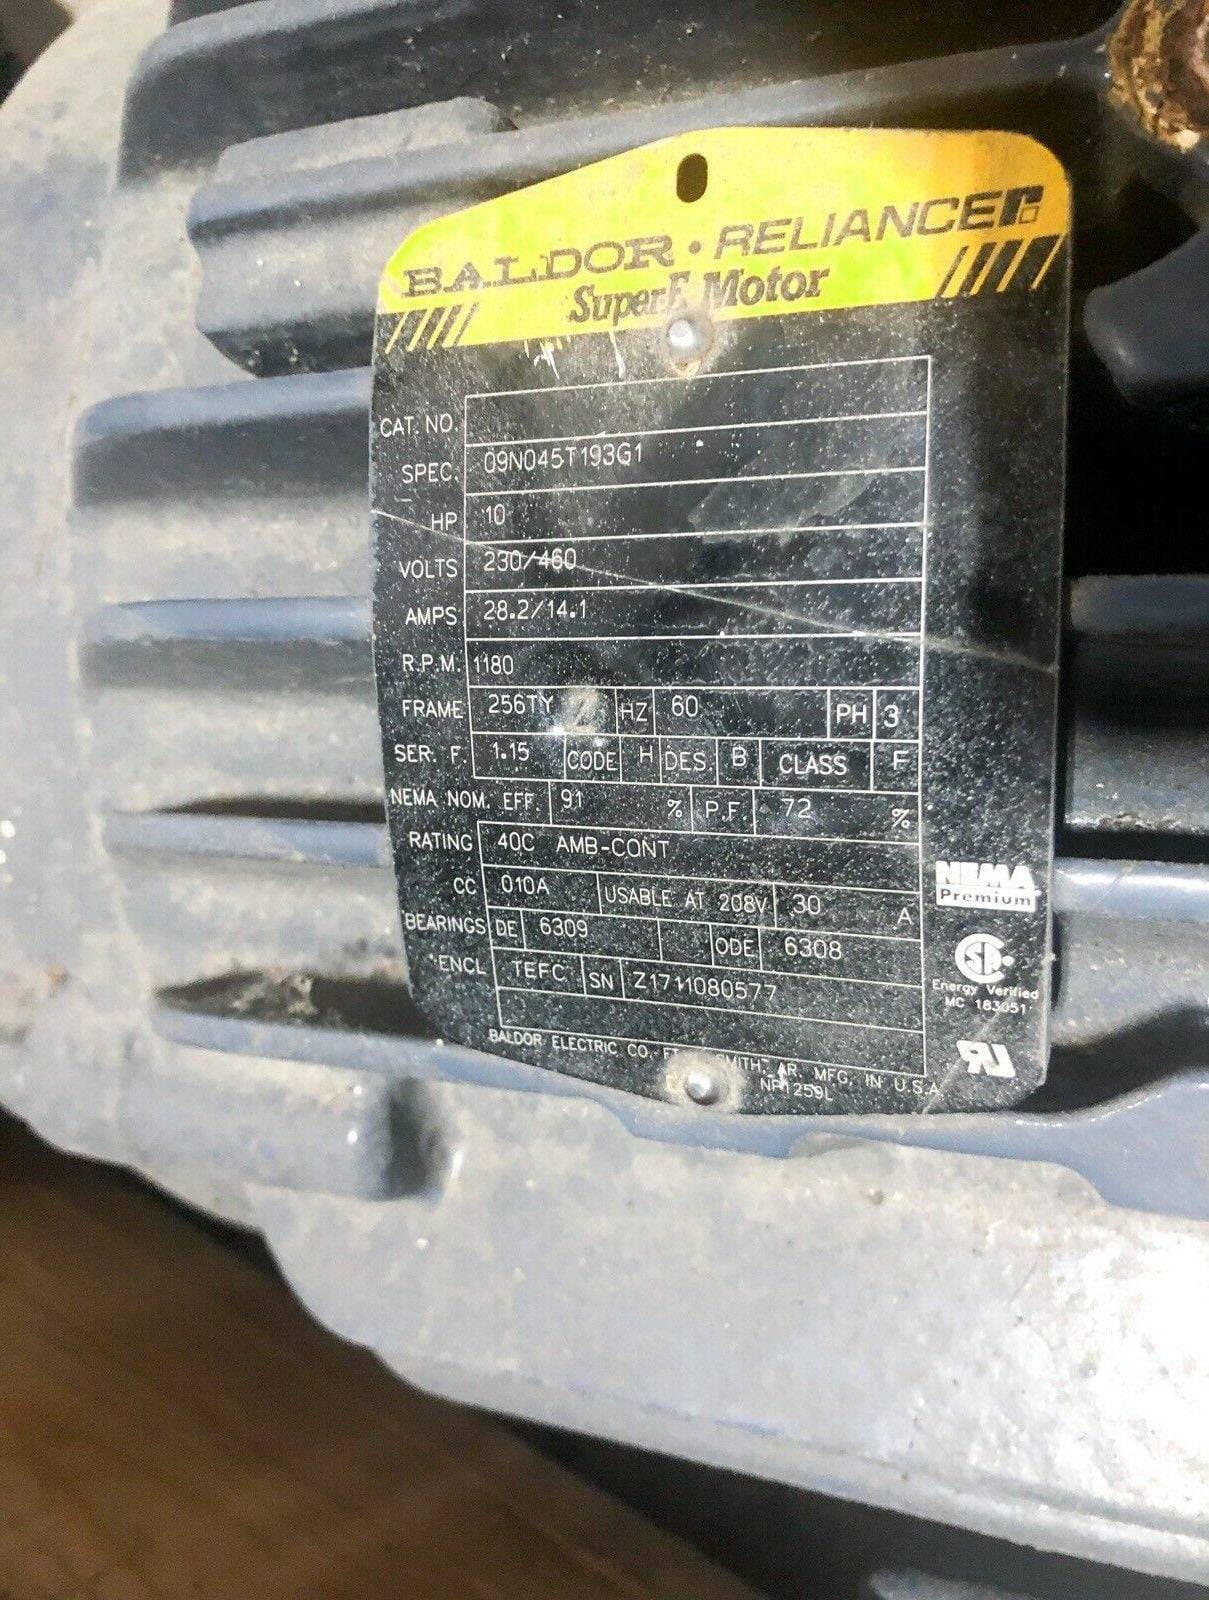 BALDOR • RELIANCE
Super-E Motor
CAT. NO.
SPEC. 09N045T193G1
HP 10
VOLTS 230/460
AMPS 28.2/14.1
R.P.M. 1180
FRAME 256TY HZ 60 PH 3
SER. F. 1.15 CODE H DES. B CLASS F
NEMA NOM. EFF. 91 % P.F. 72 %
RATING 40C AMB-CONT
CC 010A USABLE AT 208V 30 A
BEARINGS DE 6309 ODE 6308
ENCL TEFC SN Z1711080577
NEMA
Premium
Energy Verified
MC 183051
BALDOR ELECTRIC CO. SMITH, AR. MFG. IN U.S.A.
NP1259L